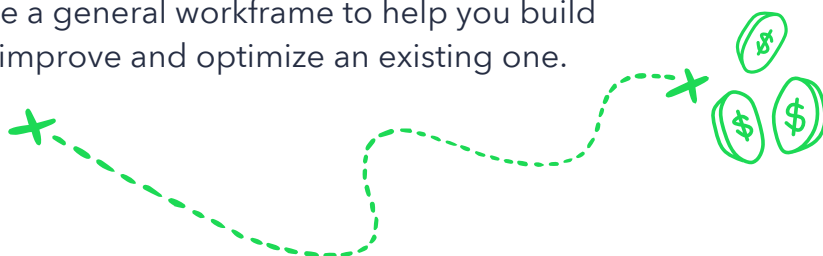 e a general workframe to help you build
improve and optimize an existing one.
$
$
$